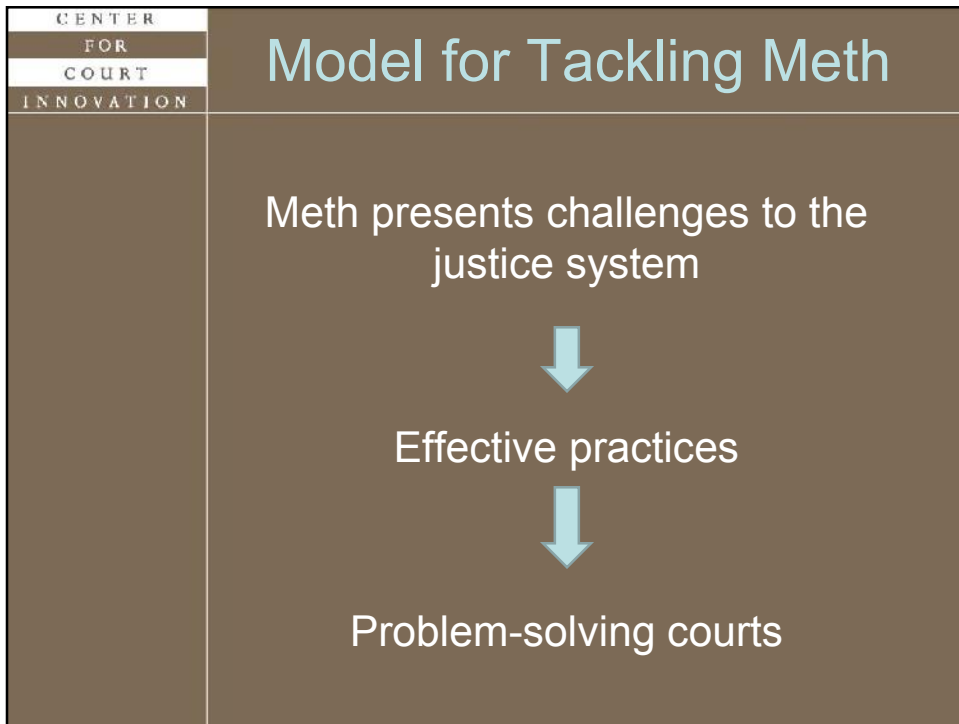 CENTER
FOR
COURT
INNOVATION
Model for Tackling Meth
Meth presents challenges to the
justice system
Effective practices
Problem-solving courts